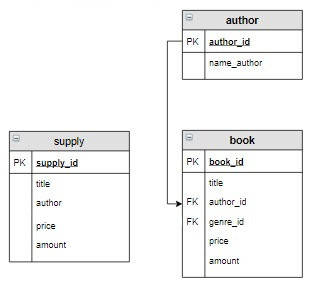 author
PK author_id
name_author
supply
PK supply_id
title
author
price
amount
book
PK book_id
title
FK author_id
FK genre_id
price
amount